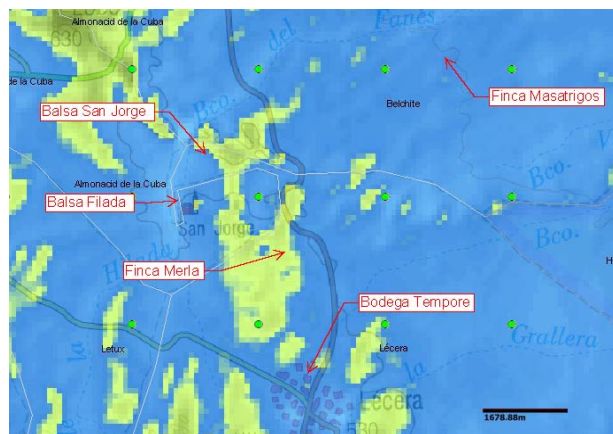 Almonacid de la Cuba
630
de la Cuba
Bco. del Fanés
Finca Masatrigos
Belchite
Balsa San Jorge
Almonacid de la Cuba
Balsa Filada
San Jorge
Bco.
Bco.
Finca Merla
Bodega Tempore
Letux
la
Lécera
la Grallera
Lécera
530
1678.88m